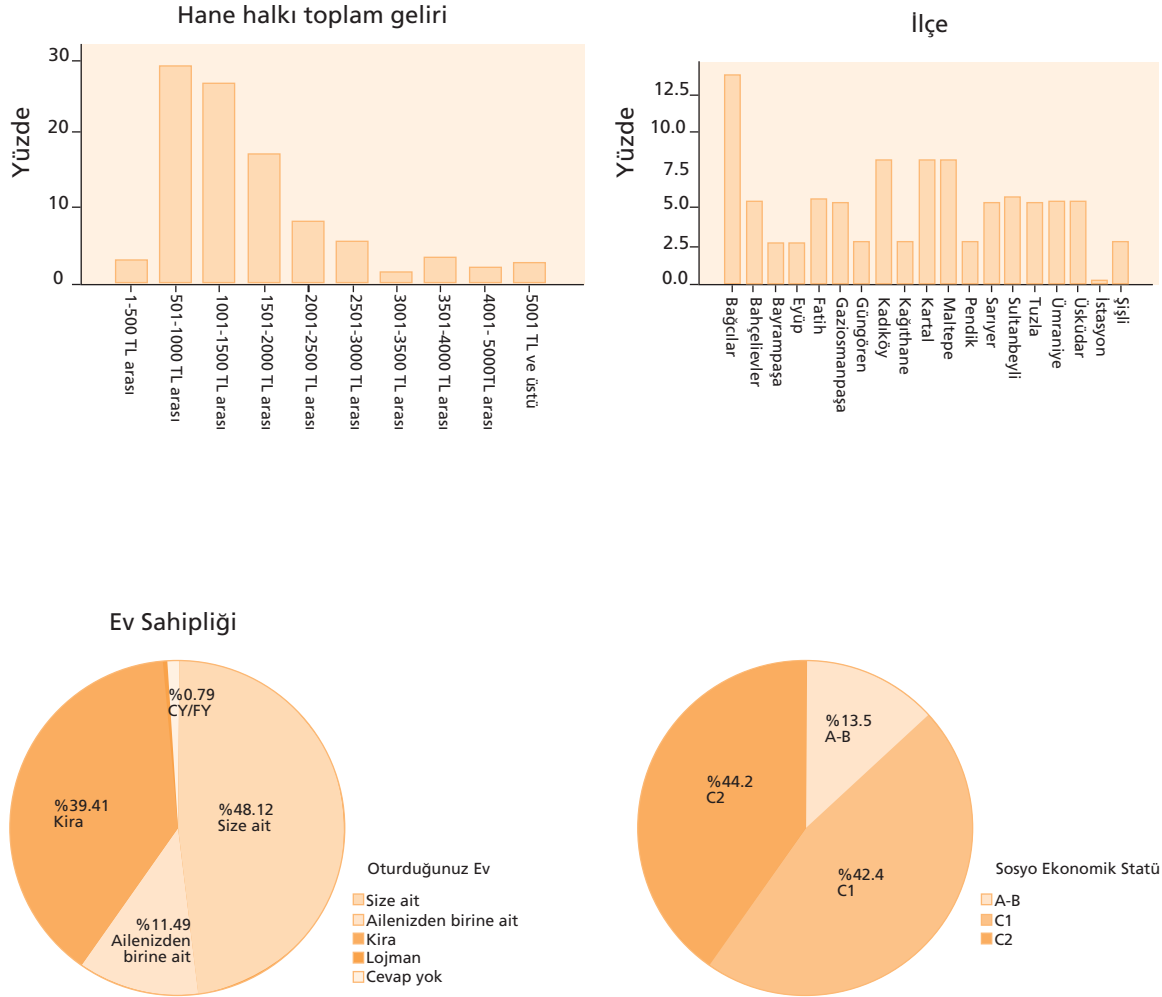 Hane halkı toplam geliri
Yüzde
30
20
10
0
1-500 TL arası
501-1000 TL arası
1001-1500 TL arası
1501-2000 TL arası
2001-2500 TL arası
2501-3000 TL arası
3001-3500 TL arası
3501-4000 TL arası
4001- 5000TL arası
5001 TL ve üstü
İlçe
Yüzde
12.5
10.0
7.5
5.0
2.5
0.0
Bağcılar
Bahçelievler
Bayrampaşa
Eyüp
Fatih
Gaziosmanpaşa
Güngören
Kadıköy
Kağıthane
Kartal
Maltepe
Pendik
Sarıyer
Sultanbeyli
Tuzla
Ümraniye
Üsküdar
İstasyon
Şişli
Ev Sahipliği
%0.79
CY/FY
%39.41
Kira
%48.12
Size ait
%11.49
Ailenizden
birine ait
Oturduğunuz Ev
Size ait
Ailenizden birine ait
Kira
Lojman
Cevap yok
%13.5
A-B
%44.2
C2
%42.4
C1
Sosyo Ekonomik Statü
A-B
C1
C2